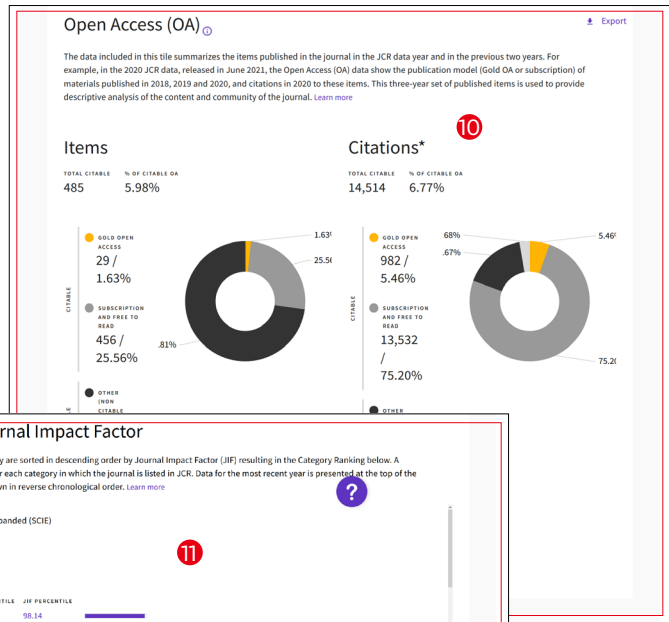 Open Access (OA)
Export
The data included in this tile summarizes the items published in the journal in the JCR data year and in the previous two years. For
example, in the 2020 JCR data, released in June 2021, the Open Access (OA) data show the publication model (Gold OA or subscription) of
materials published in 2018, 2019 and 2020, and citations in 2020 to these items. This three-year set of published items is used to provide
descriptive analysis of the content and community of the journal. Learn more
10
Items
TOTAL CITABLE % OF CITABLE OA
485 5.98%
CITABLE
GOLD OPEN
ACCESS
29 /
1.63%
SUBSCRIPTION
AND FREE TO
READ
456 /
25.56%
OTHER
(NON
CITABLE
1.63%
25.56
.81%
Citations*
TOTAL CITABLE % OF CITABLE OA
14,514 6.77%
CITABLE
GOLD OPEN
ACCESS
982 /
5.46%
SUBSCRIPTION
AND FREE TO
READ
13,532
/
75.20%
OTHER
68%
.67%
5.46%
75.20
rnal Impact Factor
y are sorted in descending order by Journal Impact Factor (JIF) resulting in the Category Ranking below. A
r each category in which the journal is listed in JCR. Data for the most recent year is presented at the top of the
wn in reverse chronological order. Learn more
?
panded (SCIE)
11
TILE JIF PERCENTILE
98.14